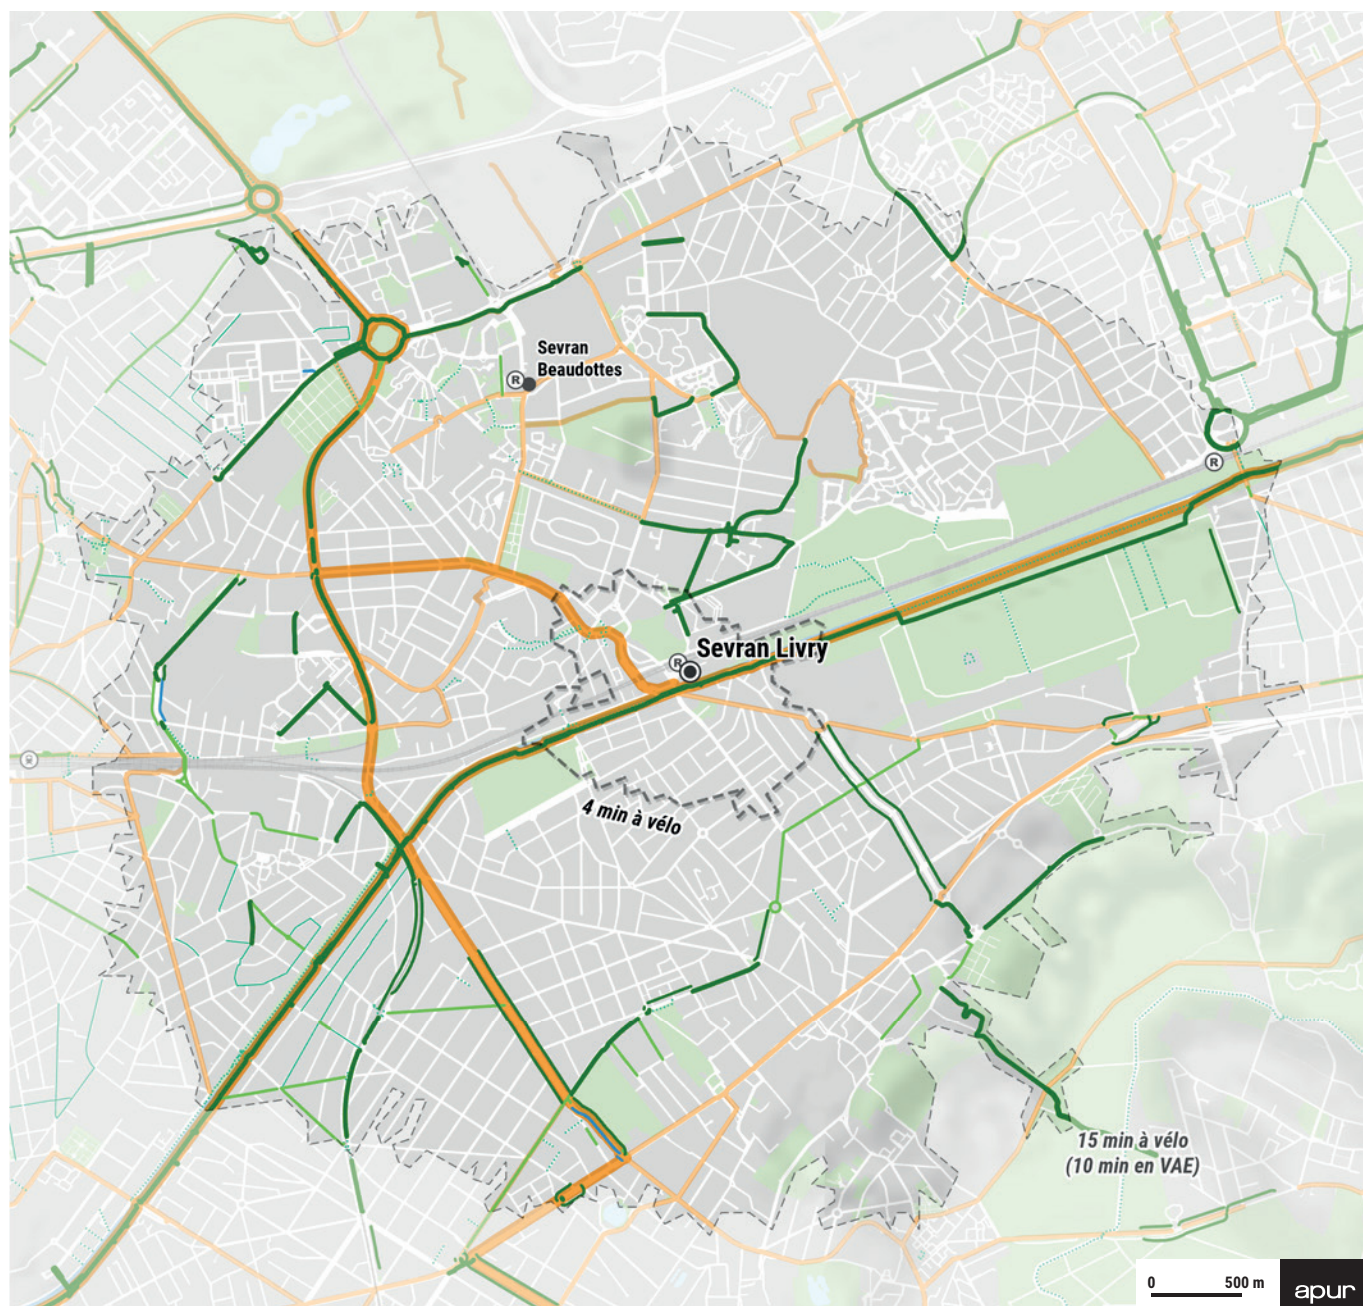 Sevran
Beaudottes
R
R
R
Sevran Livry
4 min à vélo
15 min à vélo
(10 min en VAE)
0 500 m
apur